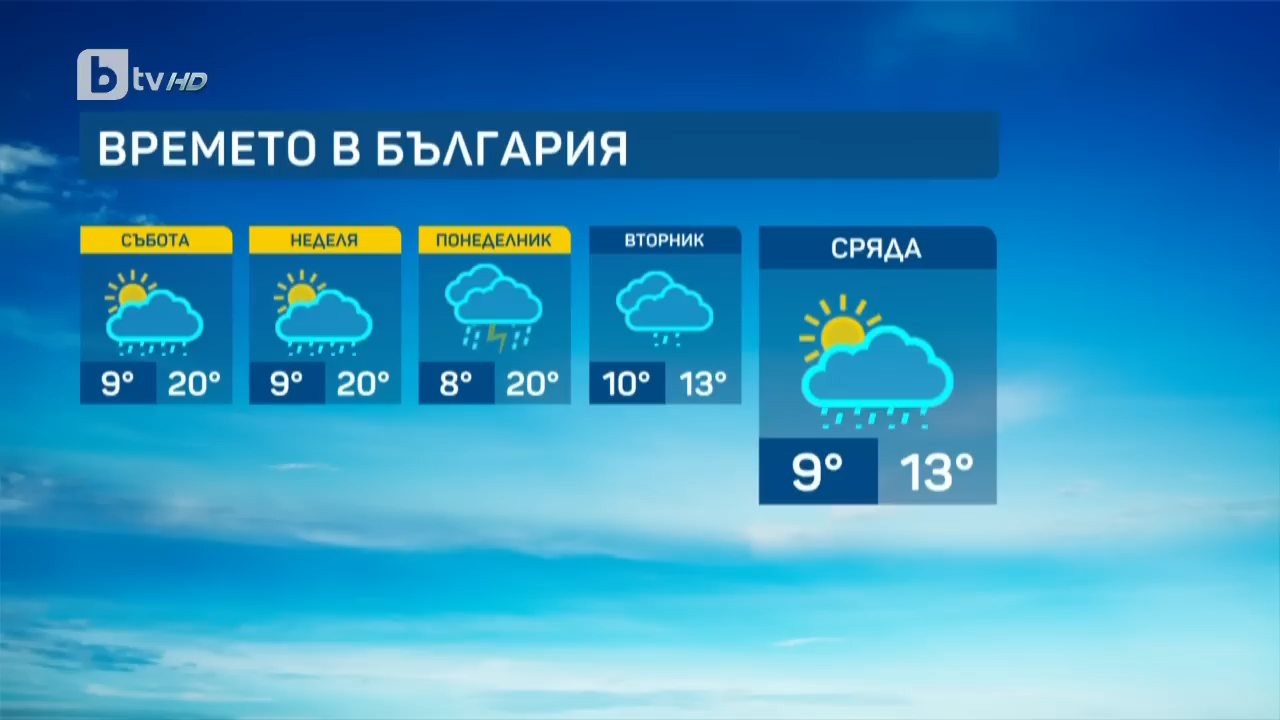 btv HD
ВРЕМЕТО В БЪЛГАРИЯ
СЪБОТА
9° 20°
НЕДЕЛЯ
9° 20°
ПОНЕДЕЛНИК
8° 20°
ВТОРНИК
10° 13°
СРЯДА
9° 13°